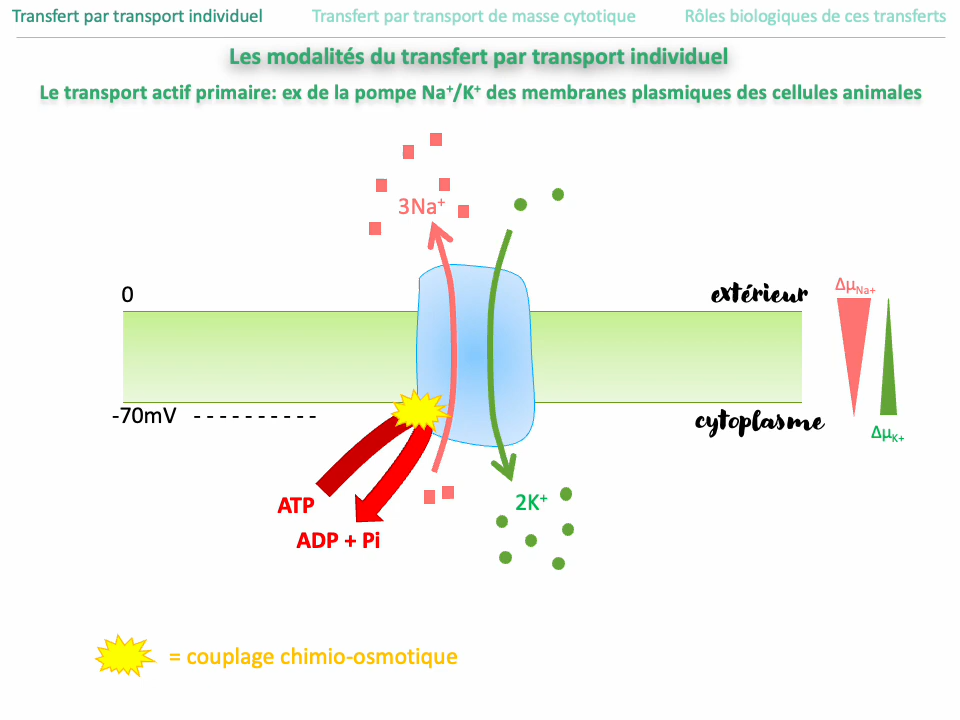 Transfert par transport individuel
Transfert par transport de masse cytotique
Rôles biologiques de ces transferts
Les modalités du transfert par transport individuel
Le transport actif primaire: ex de la pompe Na⁺/K⁺ des membranes plasmiques des cellules animales
3Na⁺
0
extérieur
ΔμNa+
-70mV ----------
cytoplasme
ΔμK+
ATP
2K⁺
ADP + Pi
= couplage chimio-osmotique